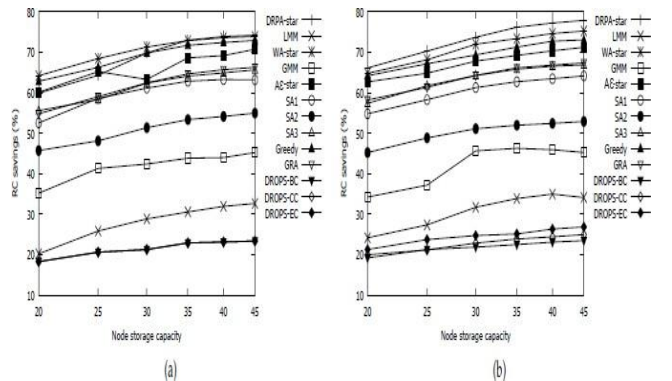 RC savings (%)
80
70
60
50
40
30
20
10
20 25 30 35 40 45
Node storage capacity
DRPA-star
LMM
WA-star
GMM
Aε-star
SA1
SA2
SA3
Greedy
GRA
DROPS-BC
DROPS-CC
DROPS-EC
(a)
RC savings (%)
80
70
60
50
40
30
20
10
20 25 30 35 40 45
Node storage capacity
DRPA-star
LMM
WA-star
GMM
Aε-star
SA1
SA2
SA3
Greedy
GRA
DROPS-BC
DROPS-CC
DROPS-EC
(b)